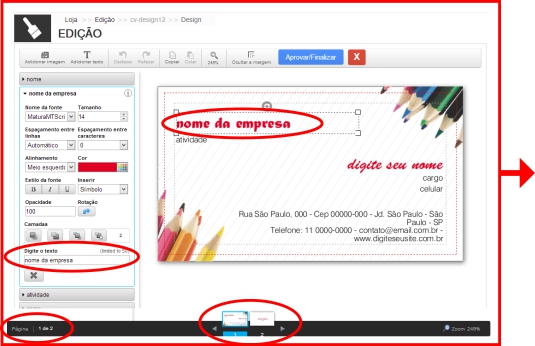 Loja >> Edição >> cv-design12 >> Design
EDIÇÃO
Adicionar imagem Adicionar texto Desfazer Refazer Copiar Colar 249% Ocultar a margem Aprovar/Finalizar X
nome
nome da empresa
Nome da fonte Tamanho
MaturaMTScri 14
Espaçamento entre linhas Espaçamento entre caracteres
Automático 0
Alinhamento Cor
Meio esquerdo
Estilo da fonte Inserir
B I U Símbolo
Opacidade Rotação
100
Camadas
2
Digite o texto (limited to 50
nome da empresa
atividade
nome da empresa
atividade
digite seu nome
cargo
celular
Rua São Paulo, 000 - Cep 00000-000 - Jd. São Paulo - São
Paulo - SP
Telefone: 11 0000-0000 - contato@email.com.br -
www.digiteseusite.com.br
Página 1 de 2
1 2
Zoom 249%